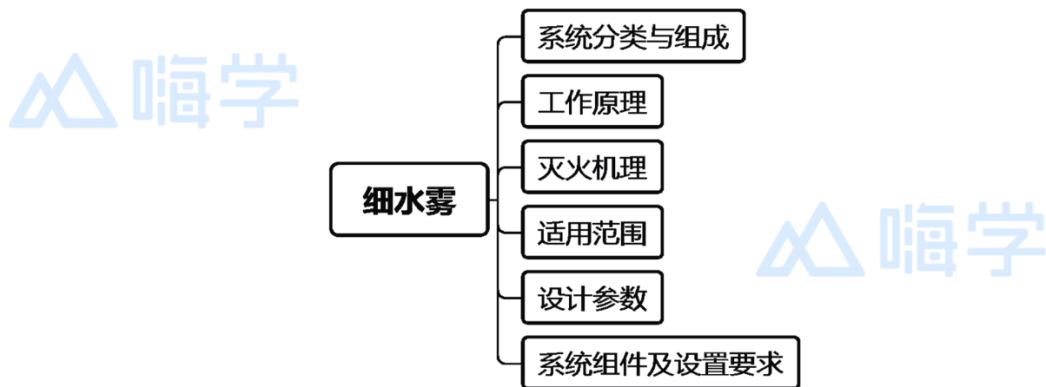 系统分类与组成
嗨学
工作原理
灭火机理
细水雾
适用范围
嗨学
设计参数
系统组件及设置要求